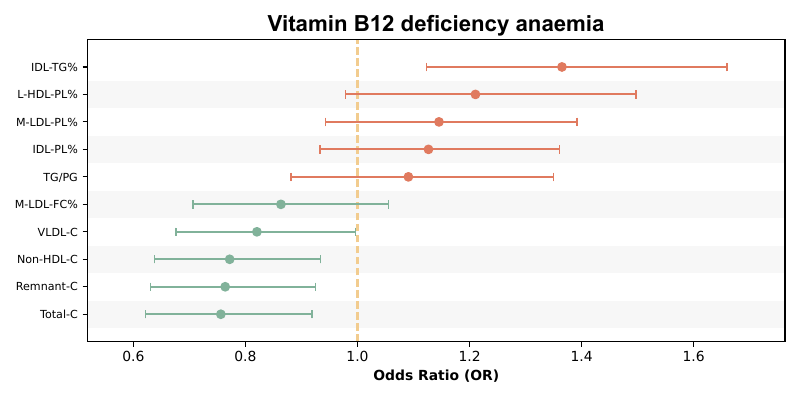 Vitamin B12 deficiency anaemia
IDL-TG%
L-HDL-PL%
M-LDL-PL%
IDL-PL%
TG/PG
M-LDL-FC%
VLDL-C
Non-HDL-C
Remnant-C
Total-C
0.6 0.8 1.0 1.2 1.4 1.6
Odds Ratio (OR)